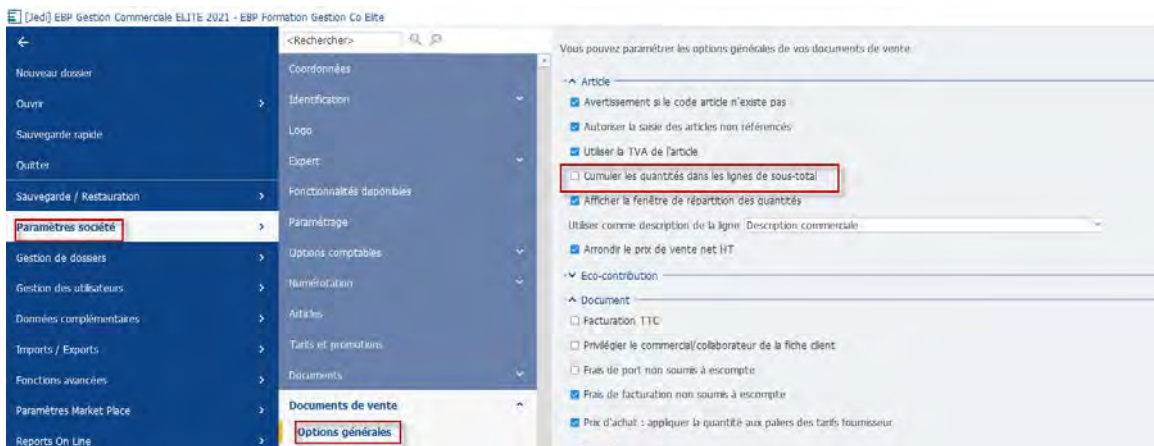 [Jedi] EBP Gestion Commerciale ELITE 2021 - EBP Formation Gestion Co Elite
Nouveau dossier
Ouvrir
Sauvegarde rapide
Quitter
Sauvegarde / Restauration
Paramètres société
Gestion de dossiers
Gestion des utilisateurs
Données complémentaires
Imports / Exports
Fonctions avancées
Paramètres Market Place
Reports On Line
<Rechercher>
Coordonnées
Identification
Logo
Expert
Fonctionnalités disponibles
Paramétrage
Options comptables
Numérotation
Articles
Tarifs et promotions
Documents
Documents de vente
Options générales
Vous pouvez paramétrer les options générales de vos documents de vente
Article
Avertissement si le code article n'existe pas
Autoriser la saisie des articles non référencés
Utiliser la TVA de l'article
Cumuler les quantités dans les lignes de sous-total
Afficher la fenêtre de répartition des quantités
Utiliser comme description de la ligne Description commerciale
Arrondir le prix de vente net HT
Eco-contribution
Document
Facturation TTC
Privilégier le commercial/collaborateur de la fiche client
Frais de port non soumis à escompte
Frais de facturation non soumis à escompte
Prix d'achat : appliquer la quantité aux paliers des tarifs fournisseur